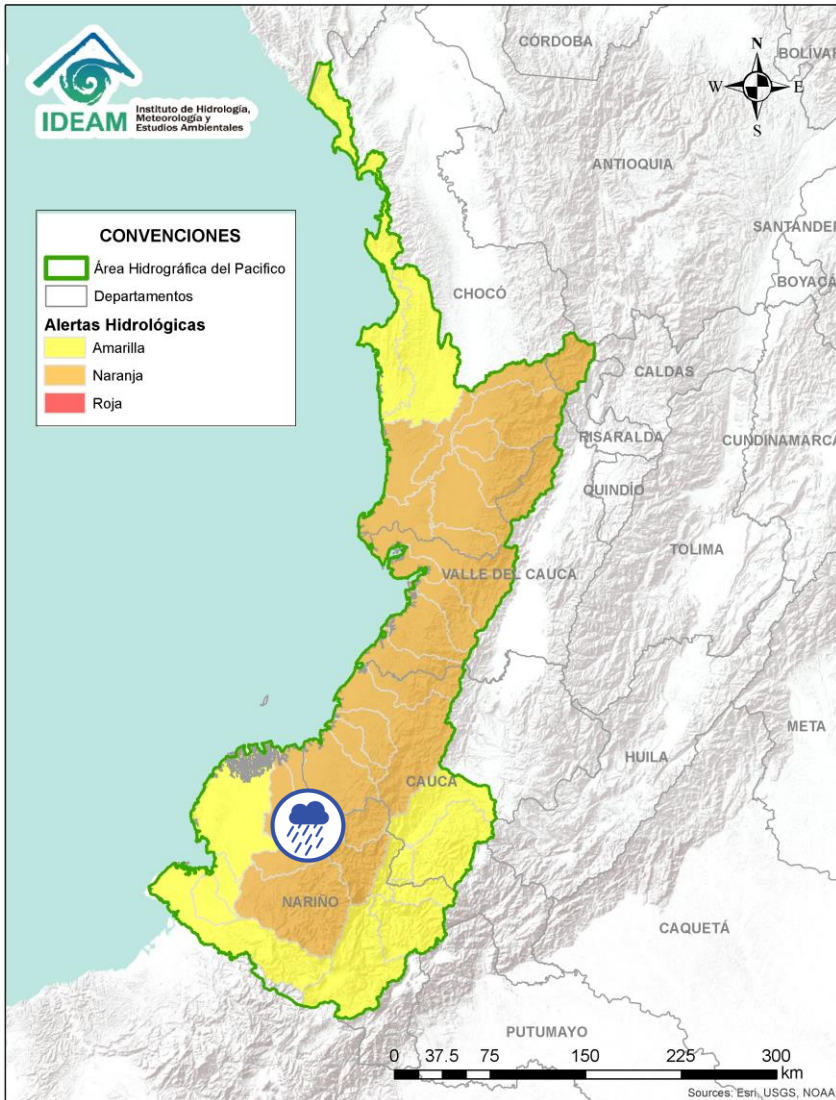 CÓRDOBA
BOLÍVAR
N
W
E
S
IDEAM
Instituto de Hidrología,
Meteorología y
Estudios Ambientales
ANTIOQUIA
SANTANDER
BOYACÁ
CONVENCIONES
Área Hidrográfica del Pacifico
Departamentos
Alertas Hidrológicas
Amarilla
Naranja
Roja
CHOCÓ
CALDAS
RISARALDA
CUNDINAMARCA
QUINDÍO
TOLIMA
VALLE DEL CAUCA
META
HUILA
CAUCA
NARIÑO
CAQUETÁ
PUTUMAYO
0 37.5 75 150 225 300
km
Sources: Esri, USGS, NOAA